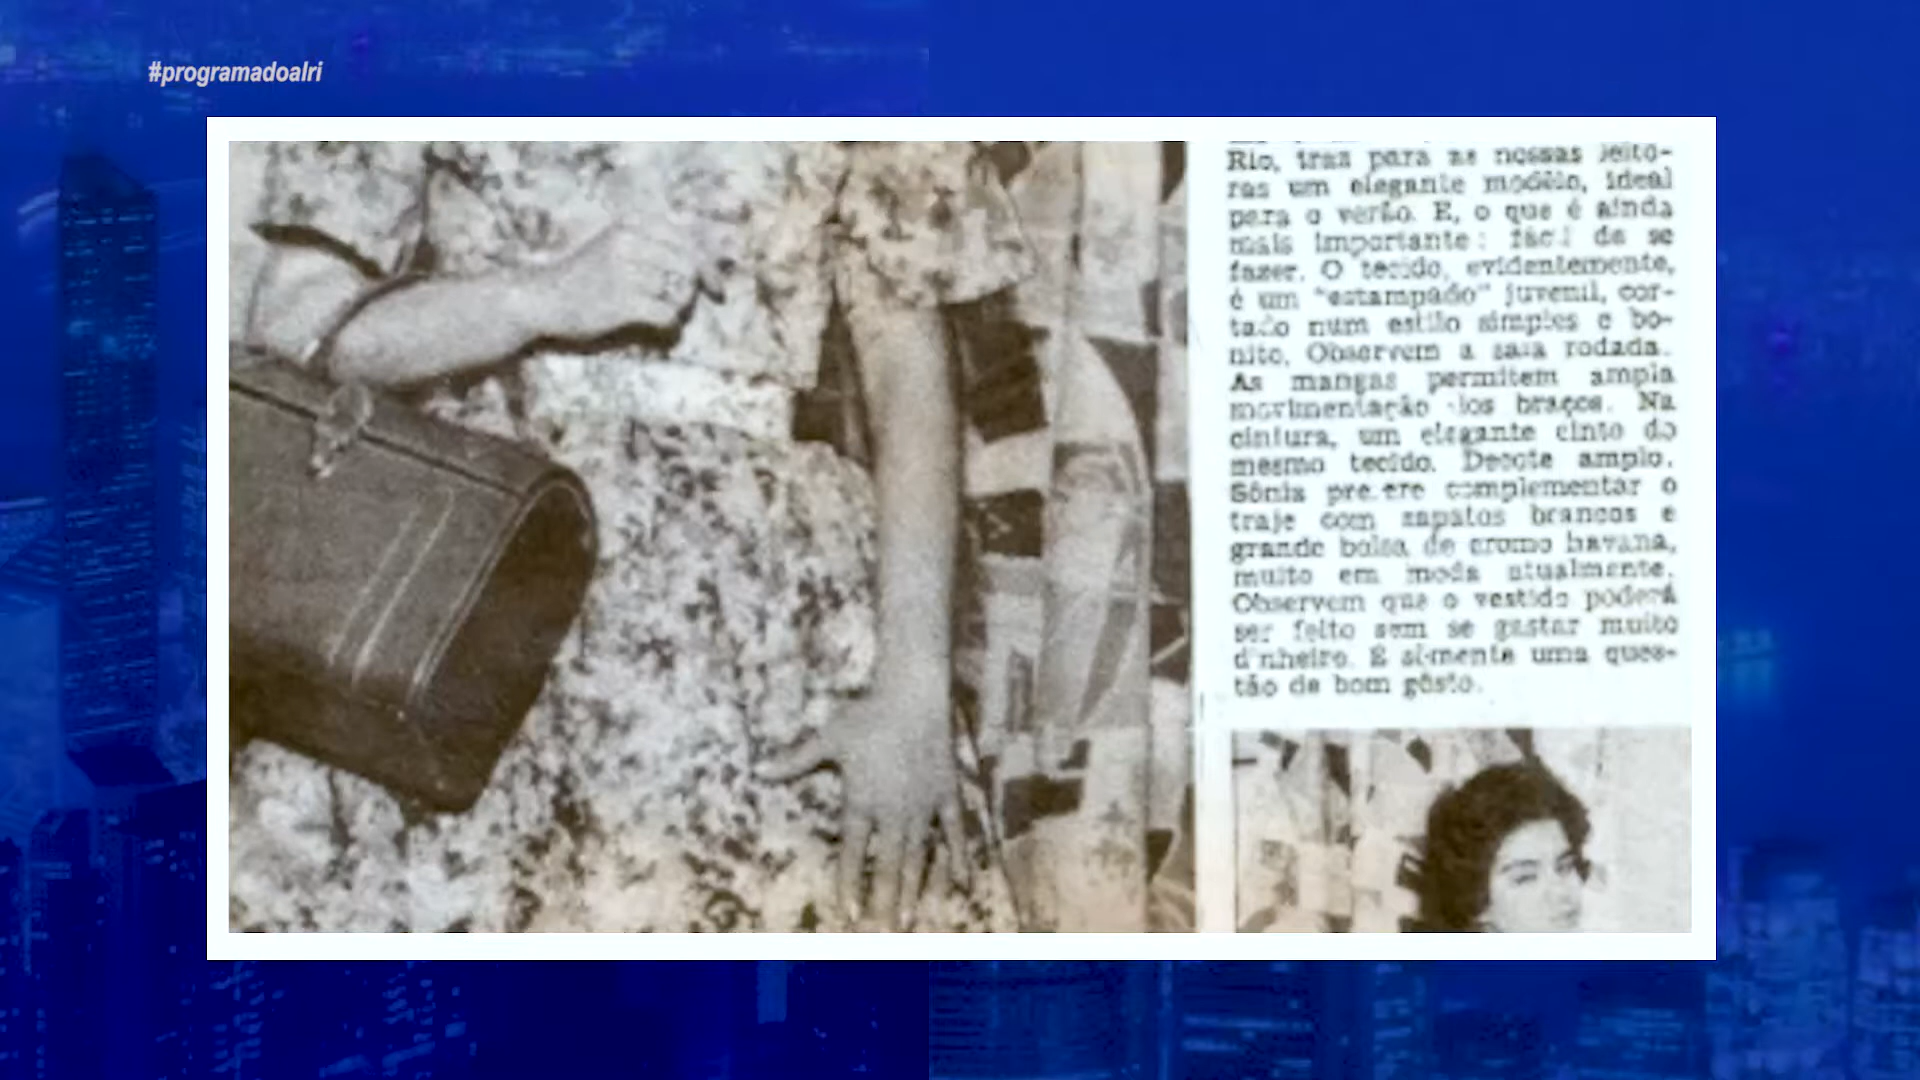 #programadoalri
Rio, traz para as nossas leito-
ras um elegante modêlo, ideal
para o verão. E, o que é ainda
mais importante: fácil de se
fazer. O tecido, evidentemente,
é um "estampado" juvenil, cor-
tado num estilo simples e bo-
nito. Observem a saia rodada.
As mangas permitem ampla
movimentação dos braços. Na
cintura, um elegante cinto do
mesmo tecido. Decote amplo.
Sônia prefere complementar o
traje com sapatos brancos e
grande bolsa de cromo havana,
muito em moda atualmente.
Observem que o vestido poderá
ser feito sem se gastar muito
dinheiro. É sòmente uma ques-
tão de bom gôsto.